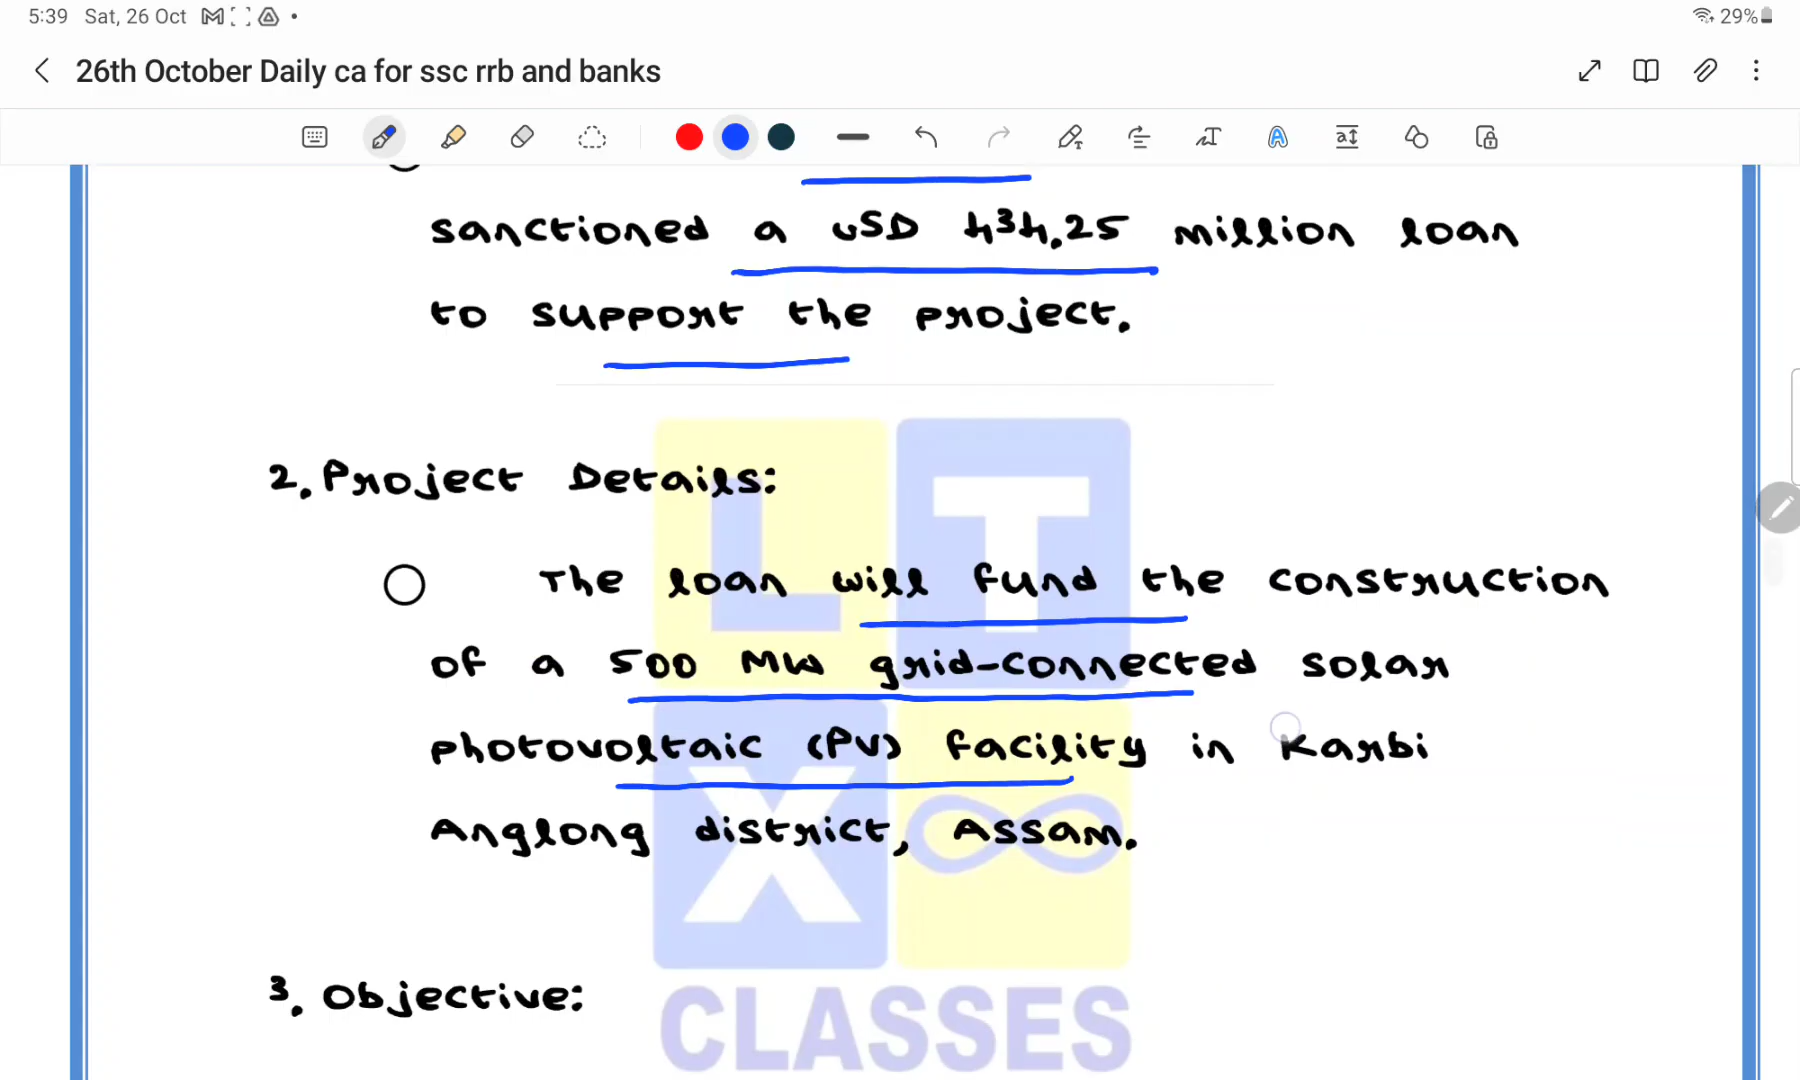 5:39 Sat, 26 Oct
29%
26th October Daily ca for ssc rrb and banks
sanctioned a USD 434.25 million loan
to support the project.
2. Project Details:
The loan will fund the construction
of a 500 MW grid-connected solar
photovoltaic (PV) facility in Karbi
Anglong district, Assam.
3. Objective:
L T
X
CLASSES